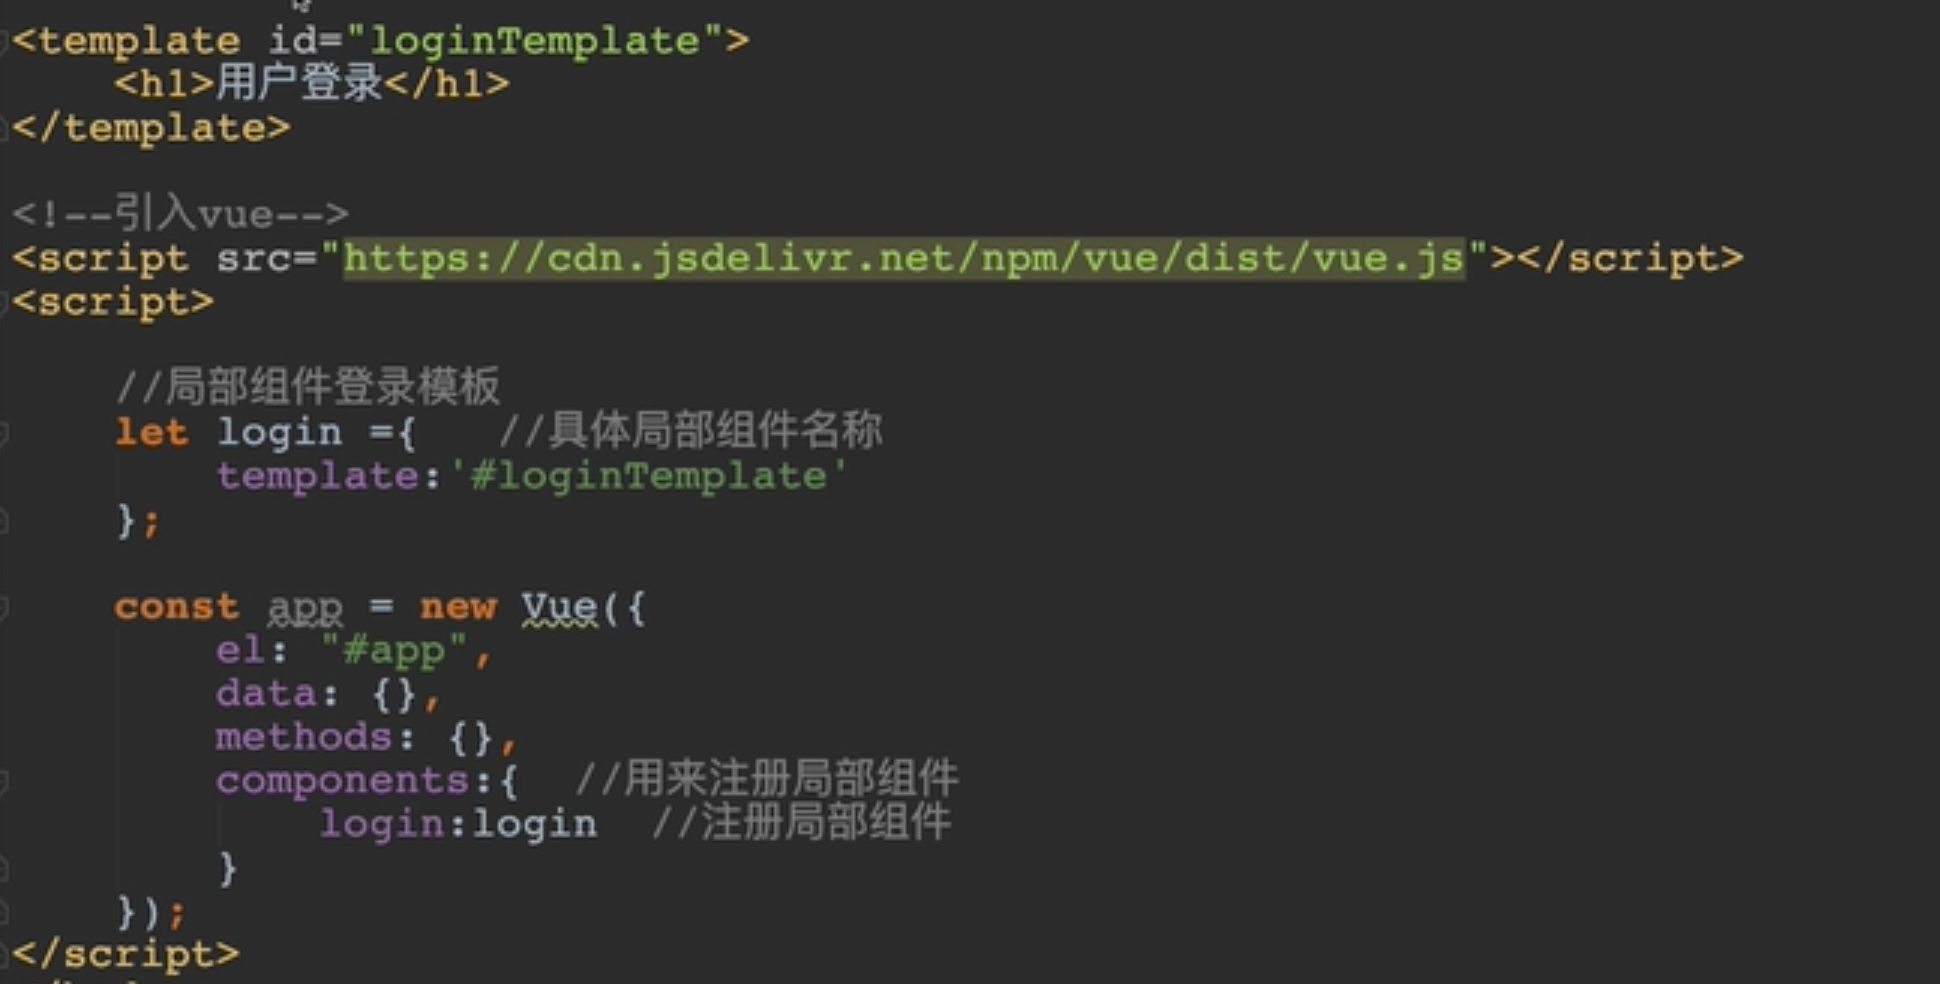 <template id="loginTemplate">
    <h1>用户登录</h1>
</template>
<!--引入vue-->
<script src="https://cdn.jsdelivr.net/npm/vue/dist/vue.js"></script>
<script>
    //局部组件登录模板
    let login ={   //具体局部组件名称
        template:'#loginTemplate'
    };
    const app = new Vue({
        el: "#app",
        data: {},
        methods: {},
        components:{  //用来注册局部组件
            login:login  //注册局部组件
        }
    });
</script>